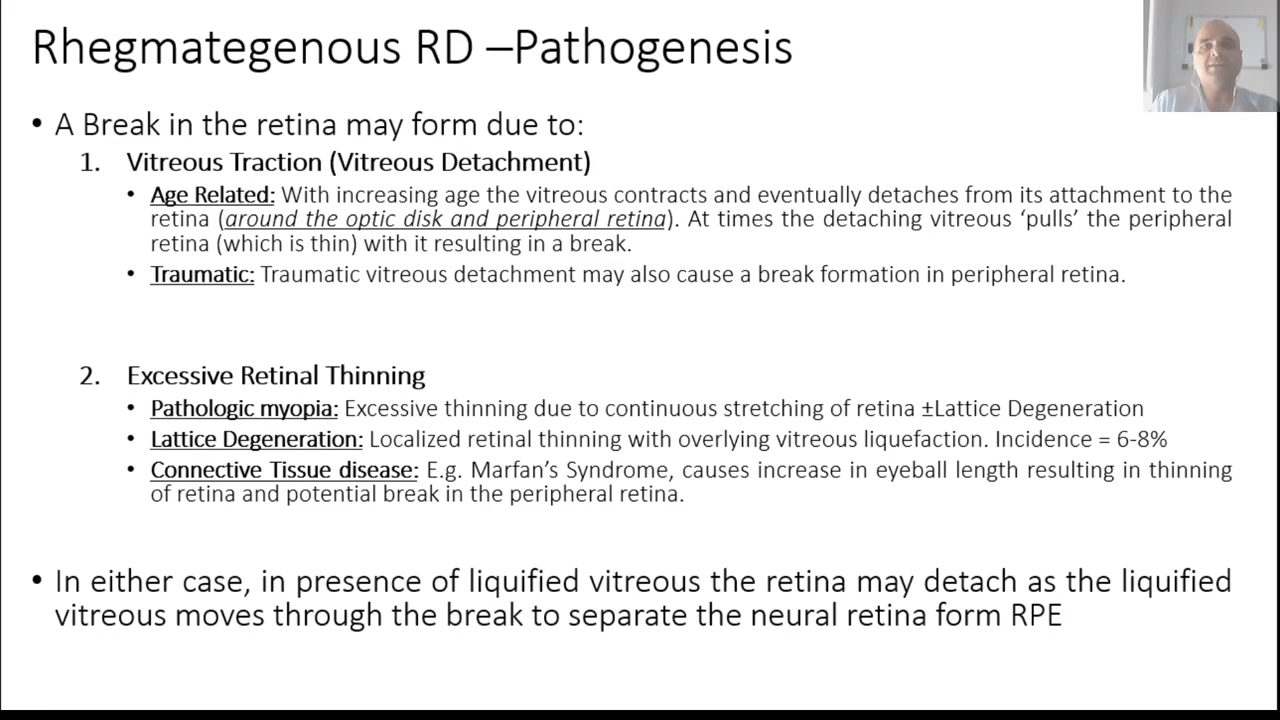 Rhegmategenous RD –Pathogenesis
• A Break in the retina may form due to:
1. Vitreous Traction (Vitreous Detachment)
• Age Related: With increasing age the vitreous contracts and eventually detaches from its attachment to the
retina (around the optic disk and peripheral retina). At times the detaching vitreous ‘pulls’ the peripheral
retina (which is thin) with it resulting in a break.
• Traumatic: Traumatic vitreous detachment may also cause a break formation in peripheral retina.
2. Excessive Retinal Thinning
• Pathologic myopia: Excessive thinning due to continuous stretching of retina ±Lattice Degeneration
• Lattice Degeneration: Localized retinal thinning with overlying vitreous liquefaction. Incidence = 6-8%
• Connective Tissue disease: E.g. Marfan’s Syndrome, causes increase in eyeball length resulting in thinning
of retina and potential break in the peripheral retina.
• In either case, in presence of liquified vitreous the retina may detach as the liquified
vitreous moves through the break to separate the neural retina form RPE